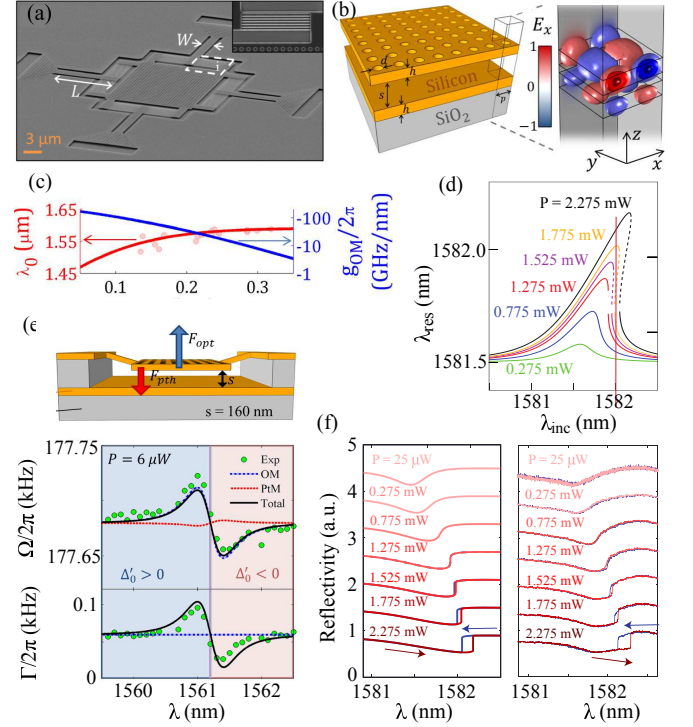 (a)
W
L
3 μm
(b)
d
h
s
Silicon
h
SiO₂
p
Eₓ
1
0
−1
z
y
x
(c)
λ₀ (μm)
1.65
1.55
1.45
0.1
0.2
0.3
-100
-10
-1
g_OM/2π (GHz/nm)
(d)
P = 2.275 mW
1.775 mW
1.525 mW
1.275 mW
0.775 mW
0.275 mW
λ_res (nm)
1582.0
1581.5
1581
1582
λ_inc (nm)
(e
F_opt
F_pth
s
s = 160 nm
177.75
177.65
Ω/2π (kHz)
P = 6 μW
Exp
OM
PtM
Total
Δ′₀ > 0
Δ′₀ < 0
Γ/2π (kHz)
0.1
0
1560
1561
1562
λ (nm)
(f)
Reflectivity (a.u.)
5
4
3
2
1
0
P = 25 μW
0.275 mW
0.775 mW
1.275 mW
1.525 mW
1.775 mW
2.275 mW
1581
1582
λ (nm)
P = 25 μW
0.275 mW
0.775 mW
1.275 mW
1.525 mW
1.775 mW
2.275 mW
1581
1582
λ (nm)